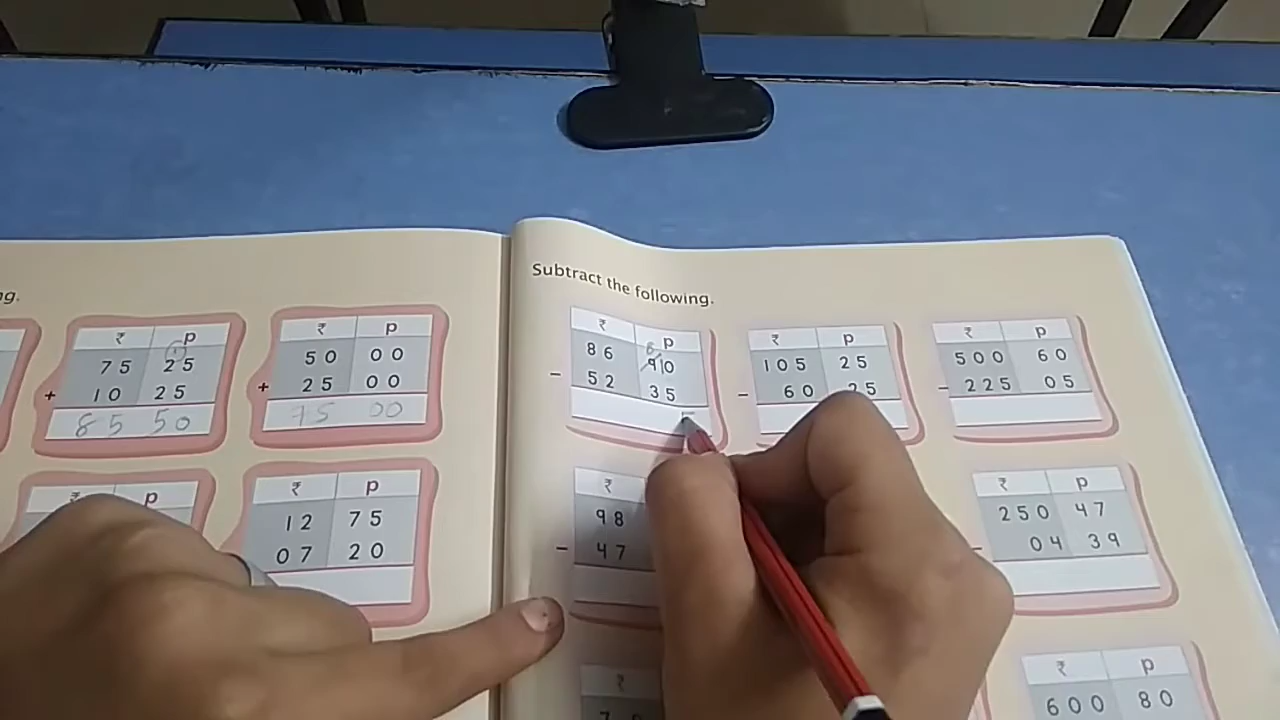 ng.
₹ p
75 25
+ 10 25
85 50
₹ p
50 00
+ 25 00
75 00
₹ p
₹ p
12 75
07 20
Subtract the following.
₹ p
86 90
- 52 35
5
₹ p
105 25
- 60 25
₹ p
500 60
- 225 05
₹
98
- 47
₹ p
250 47
- 04 39
₹
₹ p
600 80